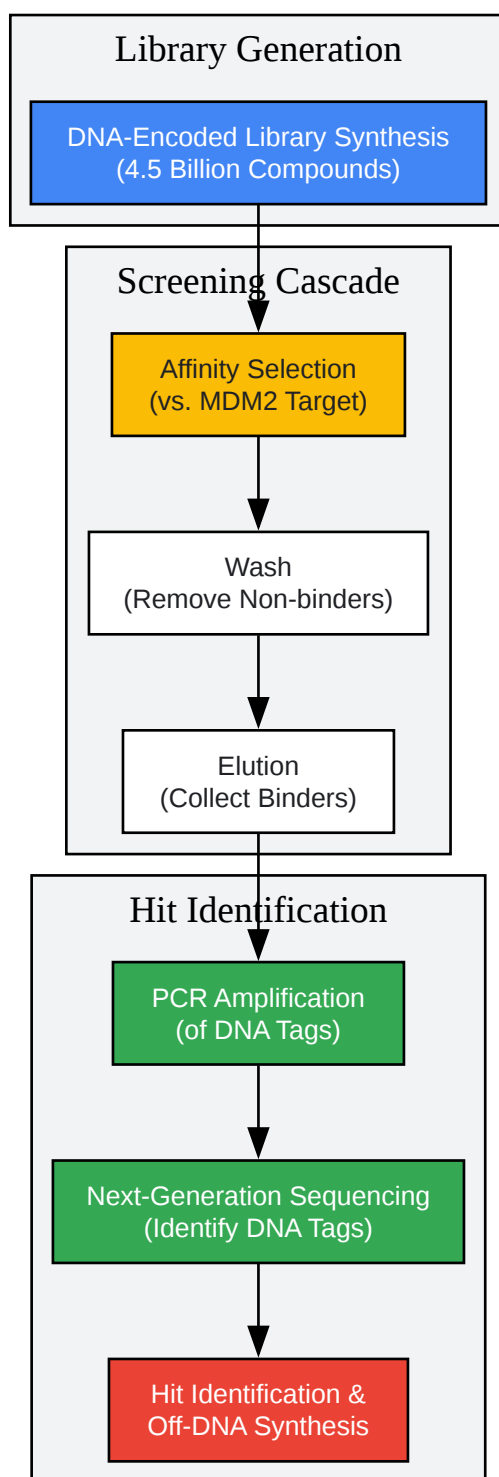 Library Generation
DNA-Encoded Library Synthesis
(4.5 Billion Compounds)
Screening Cascade
Affinity Selection
(vs. MDM2 Target)
Wash
(Remove Non-binders)
Elution
(Collect Binders)
Hit Identification
PCR Amplification
(of DNA Tags)
Next-Generation Sequencing
(Identify DNA Tags)
Hit Identification &
Off-DNA Synthesis